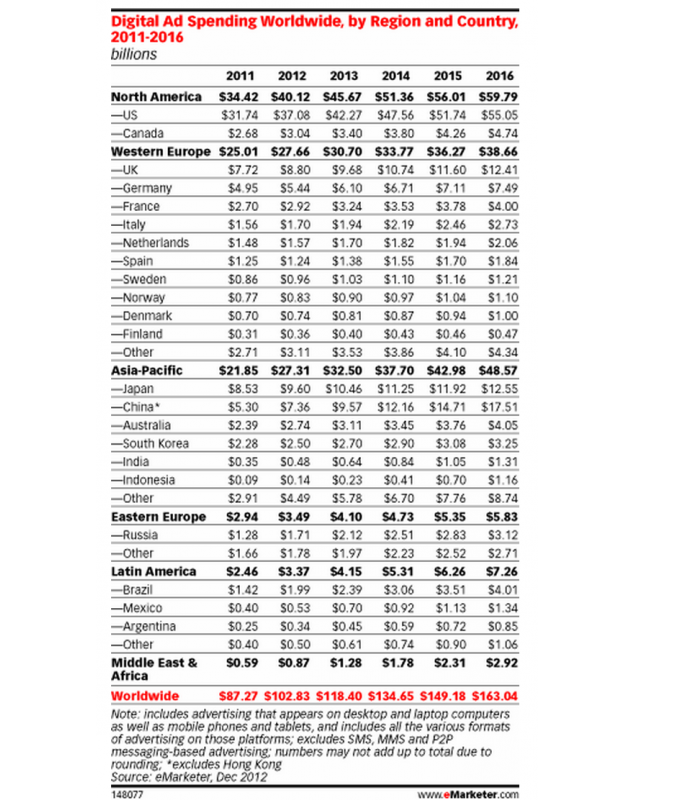 Digital Ad Spending Worldwide, by Region and Country,
2011-2016
billions
2011 2012 2013 2014 2015 2016
North America $34.42 $40.12 $45.67 $51.36 $56.01 $59.79
—US $31.74 $37.08 $42.27 $47.56 $51.74 $55.05
—Canada $2.68 $3.04 $3.40 $3.80 $4.26 $4.74
Western Europe $25.01 $27.66 $30.70 $33.77 $36.27 $38.66
—UK $7.72 $8.80 $9.68 $10.74 $11.60 $12.41
—Germany $4.95 $5.44 $6.10 $6.71 $7.11 $7.49
—France $2.70 $2.92 $3.24 $3.53 $3.78 $4.00
—Italy $1.56 $1.70 $1.94 $2.19 $2.46 $2.73
—Netherlands $1.48 $1.57 $1.70 $1.82 $1.94 $2.06
—Spain $1.25 $1.24 $1.38 $1.55 $1.70 $1.84
—Sweden $0.86 $0.96 $1.03 $1.10 $1.16 $1.21
—Norway $0.77 $0.83 $0.90 $0.97 $1.04 $1.10
—Denmark $0.70 $0.74 $0.81 $0.87 $0.94 $1.00
—Finland $0.31 $0.36 $0.40 $0.43 $0.46 $0.47
—Other $2.71 $3.11 $3.53 $3.86 $4.10 $4.34
Asia-Pacific $21.85 $27.31 $32.50 $37.70 $42.98 $48.57
—Japan $8.53 $9.60 $10.46 $11.25 $11.92 $12.55
—China* $5.30 $7.36 $9.57 $12.16 $14.71 $17.51
—Australia $2.39 $2.74 $3.11 $3.45 $3.76 $4.05
—South Korea $2.28 $2.50 $2.70 $2.90 $3.08 $3.25
—India $0.35 $0.48 $0.64 $0.84 $1.05 $1.31
—Indonesia $0.09 $0.14 $0.23 $0.41 $0.70 $1.16
—Other $2.91 $4.49 $5.78 $6.70 $7.76 $8.74
Eastern Europe $2.94 $3.49 $4.10 $4.73 $5.35 $5.83
—Russia $1.28 $1.71 $2.12 $2.51 $2.83 $3.12
—Other $1.66 $1.78 $1.97 $2.23 $2.52 $2.71
Latin America $2.46 $3.37 $4.15 $5.31 $6.26 $7.26
—Brazil $1.42 $1.99 $2.39 $3.06 $3.51 $4.01
—Mexico $0.40 $0.53 $0.70 $0.92 $1.13 $1.34
—Argentina $0.25 $0.34 $0.45 $0.59 $0.72 $0.85
—Other $0.40 $0.50 $0.61 $0.74 $0.90 $1.06
Middle East & $0.59 $0.87 $1.28 $1.78 $2.31 $2.92
Africa
Worldwide $87.27 $102.83 $118.40 $134.65 $149.18 $163.04
Note: includes advertising that appears on desktop and laptop computers
as well as mobile phones and tablets, and includes all the various formats
of advertising on those platforms; excludes SMS, MMS and P2P
messaging-based advertising; numbers may not add up to total due to
rounding; *excludes Hong Kong
Source: eMarketer, Dec 2012
148077 www.eMarketer.com